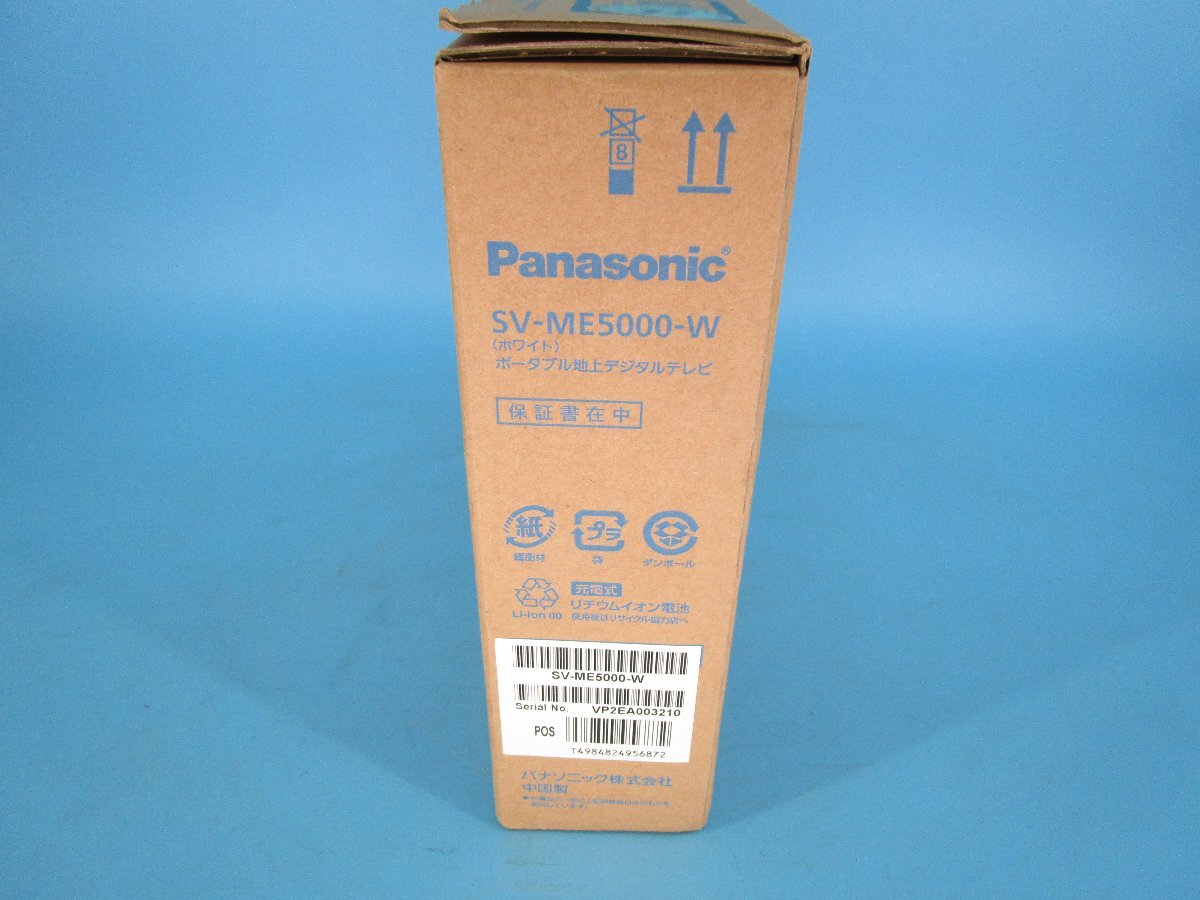 8
Panasonic®
SV-ME5000-W
(ホワイト)
ポータブル地上デジタルテレビ
保証書在中
紙
緩衝材
プラ
袋
ダンボール
Li-ion 00
充電式
リチウムイオン電池
使用後はリサイクル協力店へ
SV-ME5000-W
Serial No. VP2EA003210
POS
T4984824956872
パナソニック株式会社
中国製